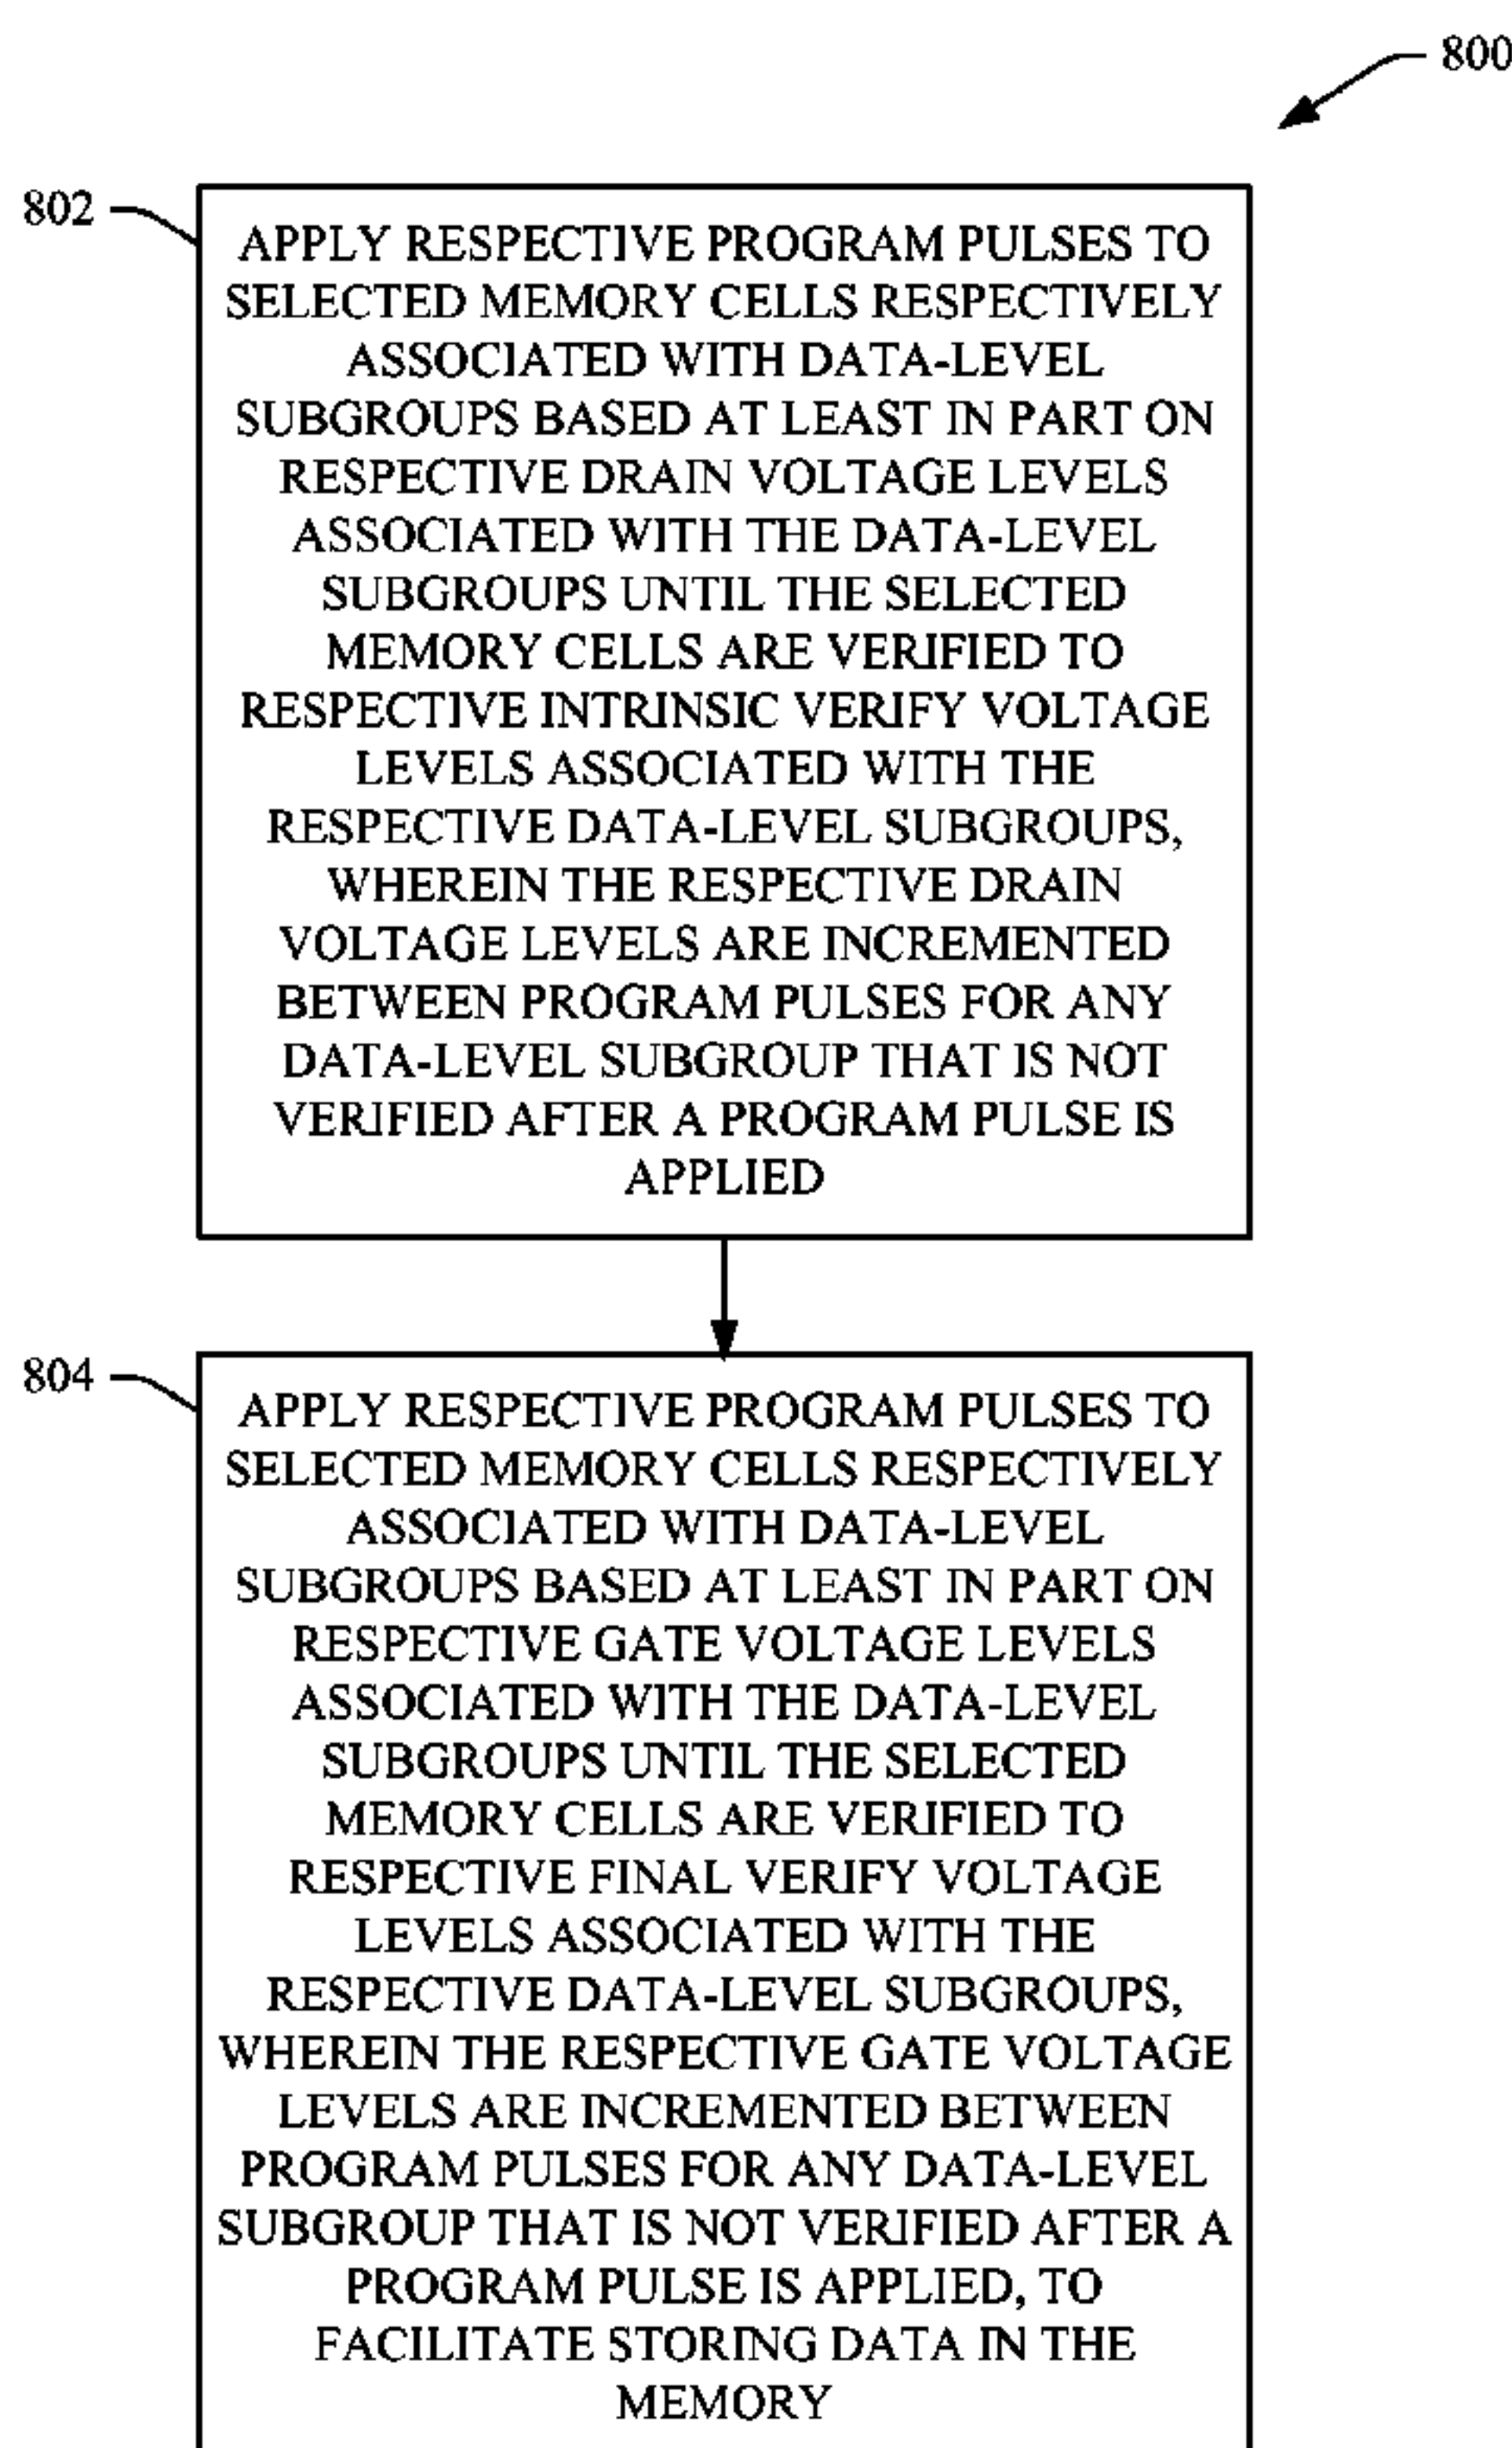 800
802
APPLY RESPECTIVE PROGRAM PULSES TO
SELECTED MEMORY CELLS RESPECTIVELY
ASSOCIATED WITH DATA-LEVEL
SUBGROUPS BASED AT LEAST IN PART ON
RESPECTIVE DRAIN VOLTAGE LEVELS
ASSOCIATED WITH THE DATA-LEVEL
SUBGROUPS UNTIL THE SELECTED
MEMORY CELLS ARE VERIFIED TO
RESPECTIVE INTRINSIC VERIFY VOLTAGE
LEVELS ASSOCIATED WITH THE
RESPECTIVE DATA-LEVEL SUBGROUPS,
WHEREIN THE RESPECTIVE DRAIN
VOLTAGE LEVELS ARE INCREMENTED
BETWEEN PROGRAM PULSES FOR ANY
DATA-LEVEL SUBGROUP THAT IS NOT
VERIFIED AFTER A PROGRAM PULSE IS
APPLIED
804
APPLY RESPECTIVE PROGRAM PULSES TO
SELECTED MEMORY CELLS RESPECTIVELY
ASSOCIATED WITH DATA-LEVEL
SUBGROUPS BASED AT LEAST IN PART ON
RESPECTIVE GATE VOLTAGE LEVELS
ASSOCIATED WITH THE DATA-LEVEL
SUBGROUPS UNTIL THE SELECTED
MEMORY CELLS ARE VERIFIED TO
RESPECTIVE FINAL VERIFY VOLTAGE
LEVELS ASSOCIATED WITH THE
RESPECTIVE DATA-LEVEL SUBGROUPS,
WHEREIN THE RESPECTIVE GATE VOLTAGE
LEVELS ARE INCREMENTED BETWEEN
PROGRAM PULSES FOR ANY DATA-LEVEL
SUBGROUP THAT IS NOT VERIFIED AFTER A
PROGRAM PULSE IS APPLIED, TO
FACILITATE STORING DATA IN THE
MEMORY